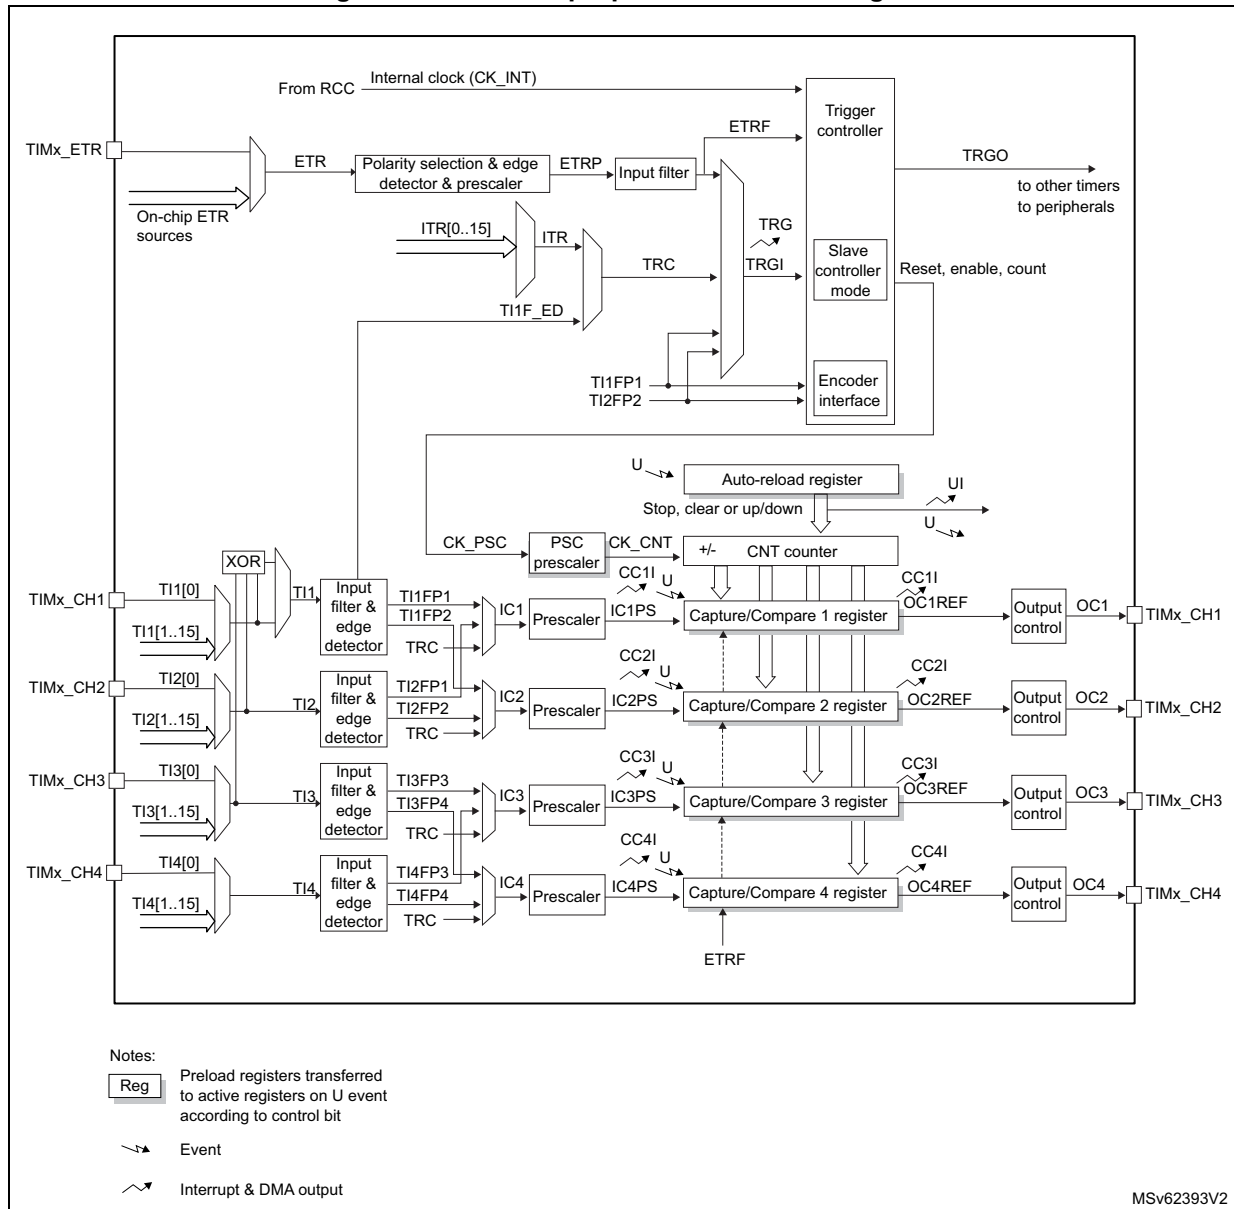 Internal clock (CK_INT)
From RCC
Trigger
controller
ETRF
TIMx_ETR
ETR
Polarity selection & edge
detector & prescaler
ETRP
Input filter
TRGO
to other timers
to peripherals
On-chip ETR
sources
ITR[0..15]
ITR
TRG
TRC
TRGI
Slave
controller
mode
Reset, enable, count
TI1F_ED
TI1FP1
TI2FP2
Encoder
interface
U
Auto-reload register
UI
Stop, clear or up/down
U
CK_PSC
PSC
prescaler
CK_CNT
+/-
CNT counter
XOR
TIMx_CH1
TI1[0]
TI1[1..15]
TI1
Input
filter &
edge
detector
TI1FP1
TI1FP2
TRC
IC1
Prescaler
IC1PS
CC1I
U
Capture/Compare 1 register
CC1I
OC1REF
Output
control
OC1
TIMx_CH1
TIMx_CH2
TI2[0]
TI2[1..15]
TI2
Input
filter &
edge
detector
TI2FP1
TI2FP2
TRC
IC2
Prescaler
IC2PS
CC2I
U
Capture/Compare 2 register
CC2I
OC2REF
Output
control
OC2
TIMx_CH2
TIMx_CH3
TI3[0]
TI3[1..15]
TI3
Input
filter &
edge
detector
TI3FP3
TI3FP4
TRC
IC3
Prescaler
IC3PS
CC3I
U
Capture/Compare 3 register
CC3I
OC3REF
Output
control
OC3
TIMx_CH3
TIMx_CH4
TI4[0]
TI4[1..15]
TI4
Input
filter &
edge
detector
TI4FP3
TI4FP4
TRC
IC4
Prescaler
IC4PS
CC4I
U
Capture/Compare 4 register
CC4I
OC4REF
Output
control
OC4
TIMx_CH4
ETRF
Notes:
Reg
Preload registers transferred
to active registers on U event
according to control bit
Event
Interrupt & DMA output
MSv62393V2